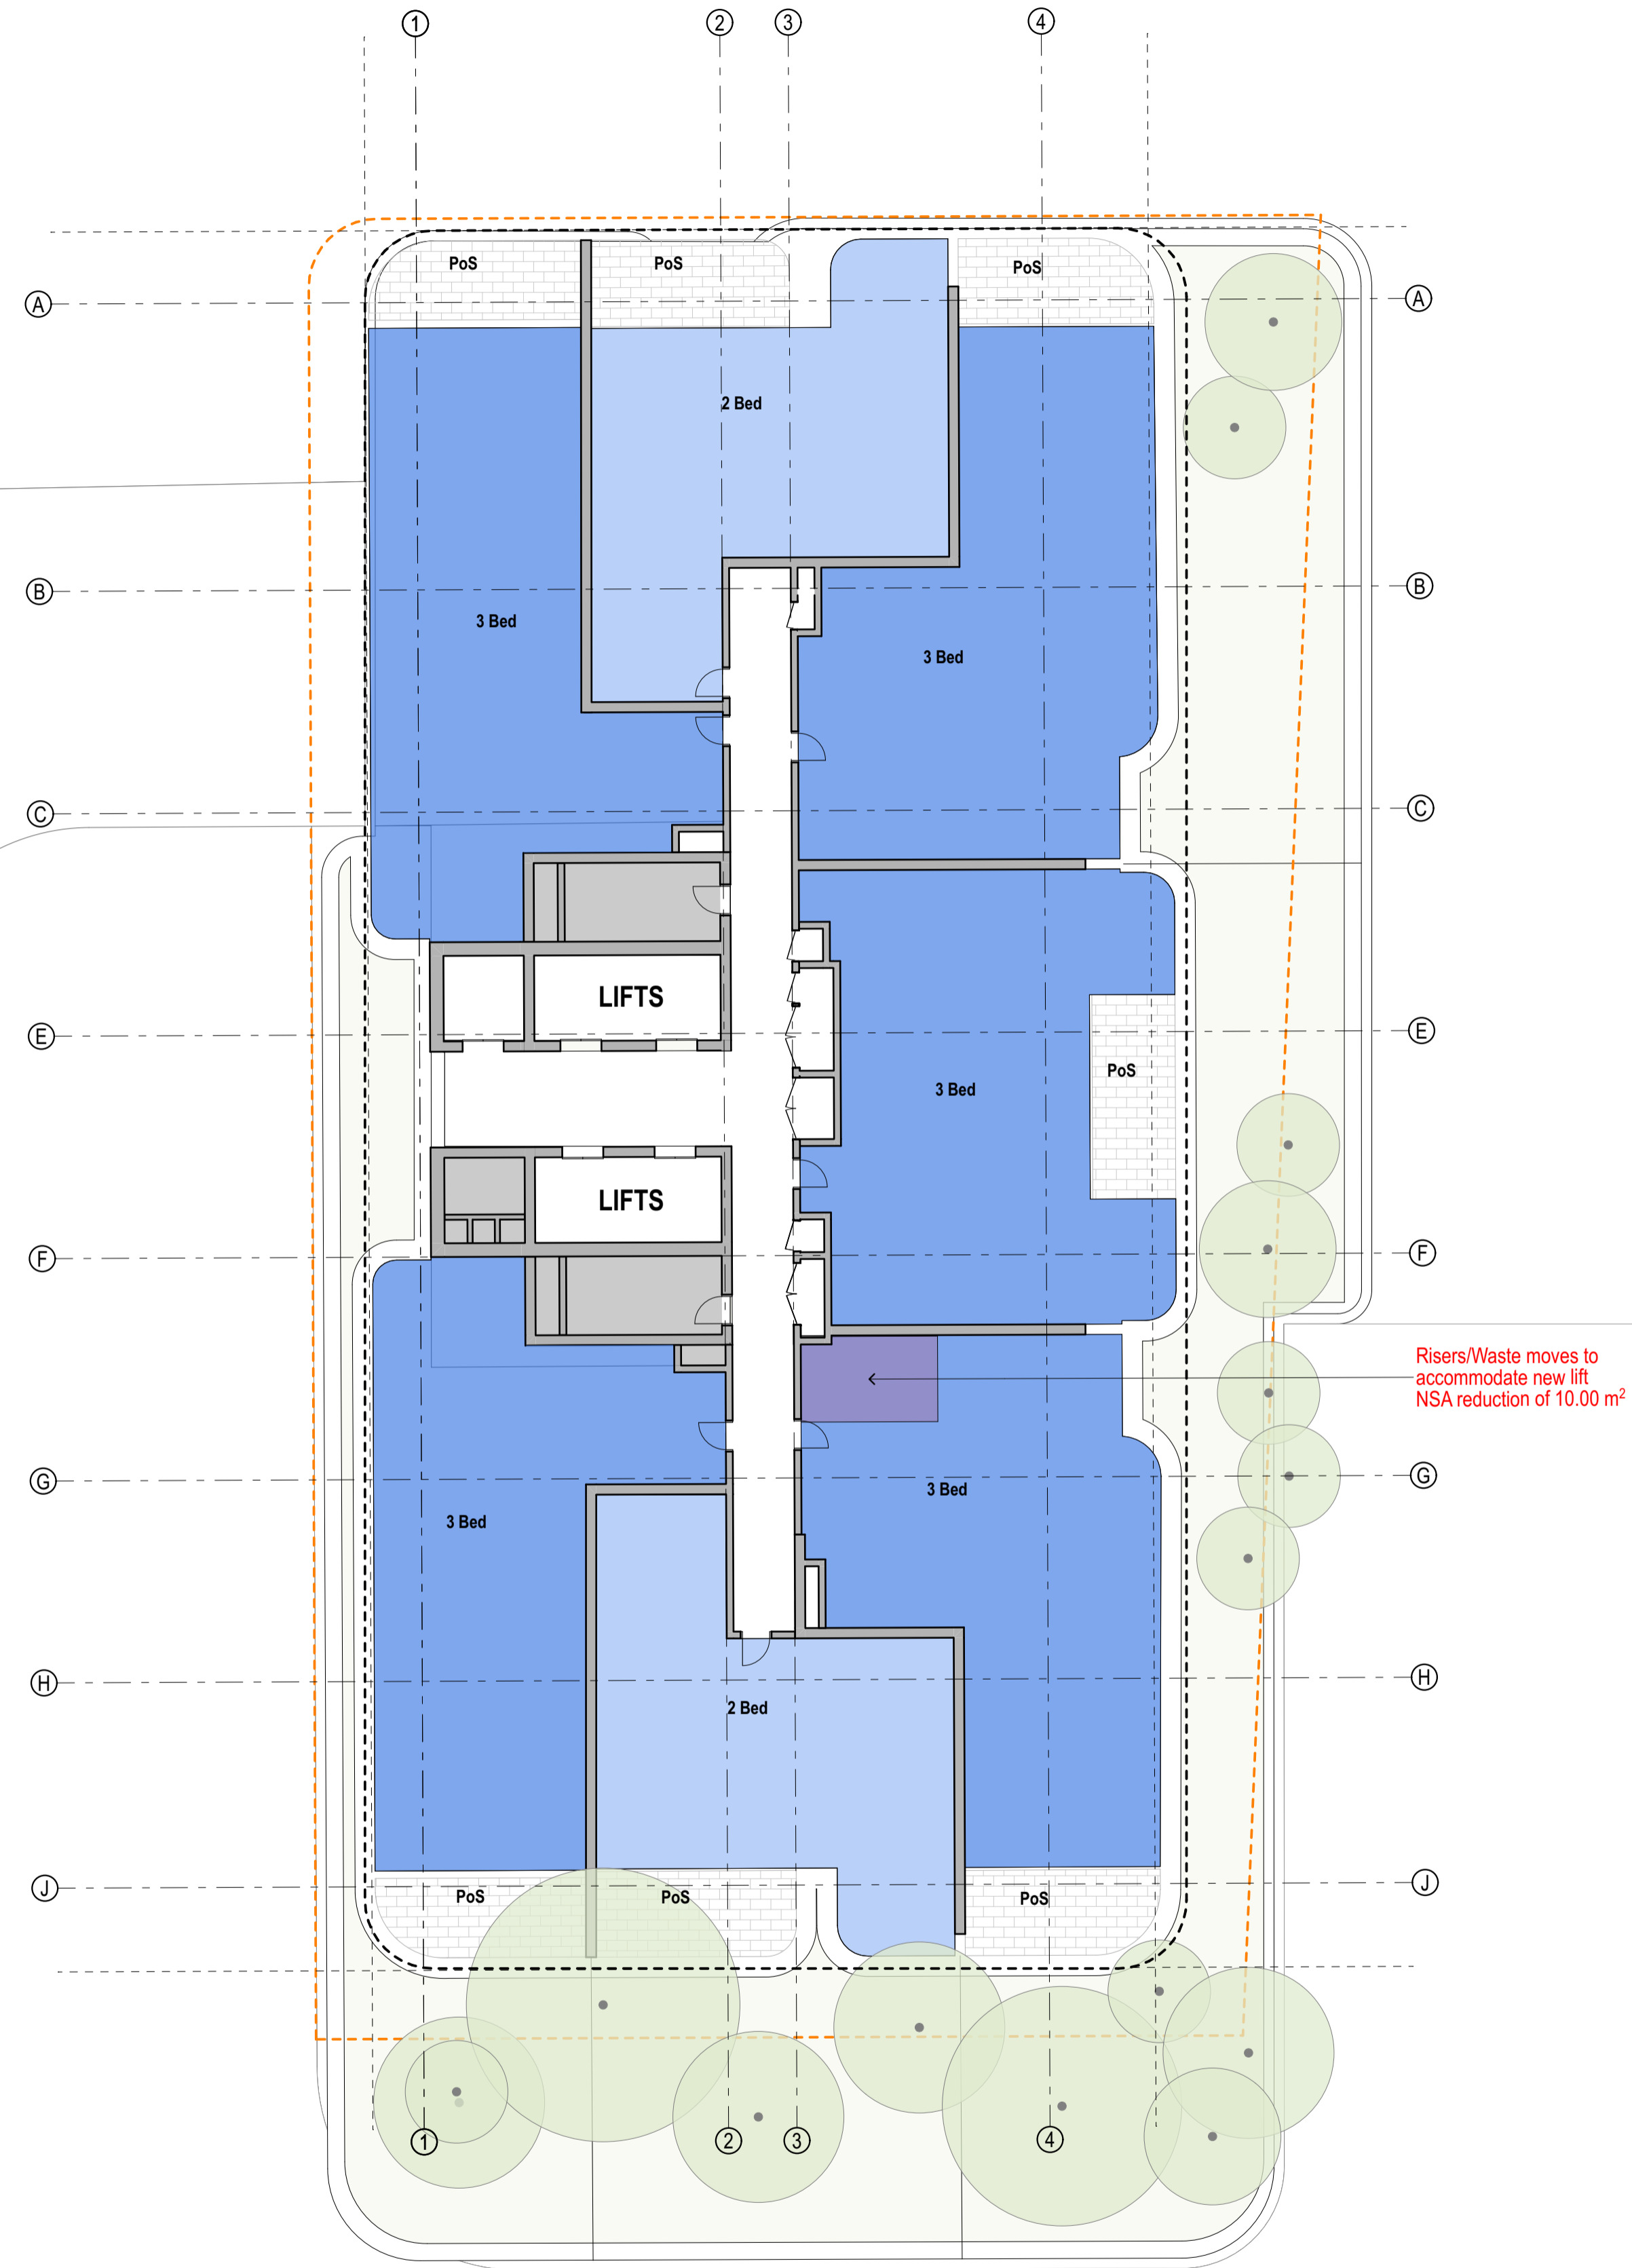 1 2 3 4
PoS PoS PoS
A A
2 Bed
B B
3 Bed
3 Bed
C C
LIFTS
E E
PoS
3 Bed
LIFTS
F F
Risers/Waste moves to
accommodate new lift
NSA reduction of 10.00 m²
G G
3 Bed
3 Bed
H H
2 Bed
J J
PoS PoS PoS
1 2 3 4